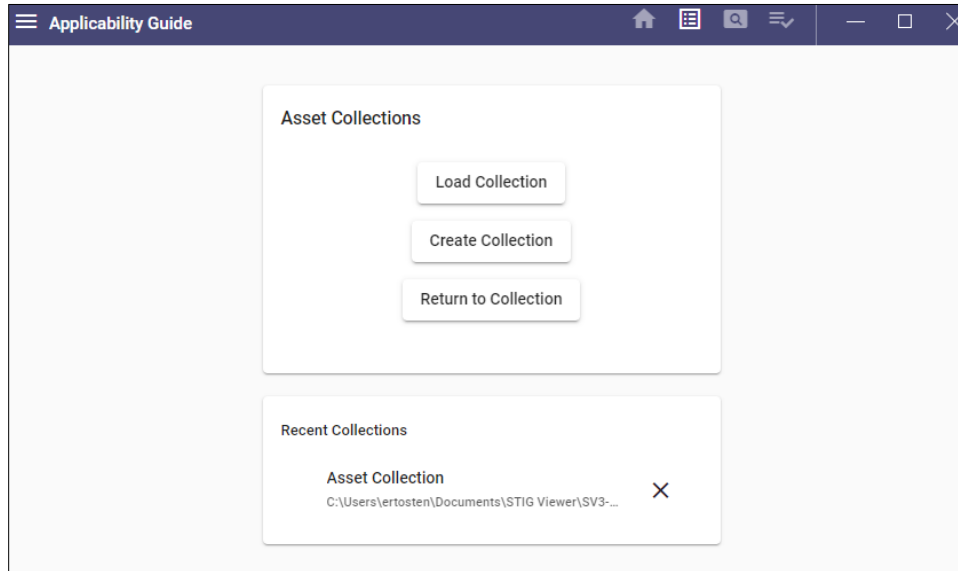 Applicability Guide
Asset Collections
Load Collection
Create Collection
Return to Collection
Recent Collections
Asset Collection
C:\Users\ertosten\Documents\STIG Viewer\SV3-...